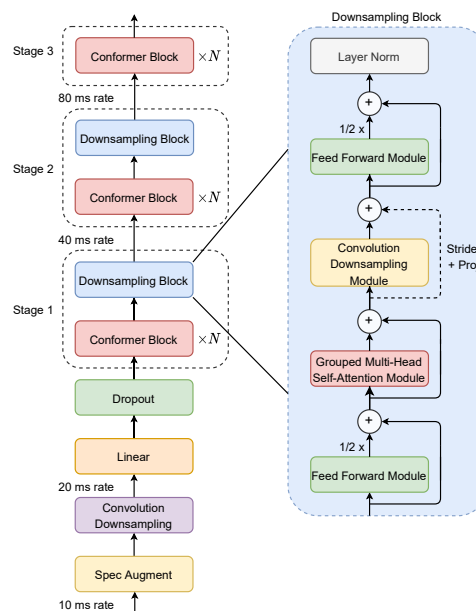 Downsampling Block
Stage 3
Conformer Block
×N
80 ms rate
Stage 2
Downsampling Block
Conformer Block
×N
40 ms rate
Stage 1
Downsampling Block
Conformer Block
×N
Dropout
Linear
20 ms rate
Convolution
Downsampling
Spec Augment
10 ms rate
Layer Norm
+
1/2 x
Feed Forward Module
+
Stride
+ Pro
Convolution
Downsampling
Module
+
Grouped Multi-Head
Self-Attention Module
+
1/2 x
Feed Forward Module